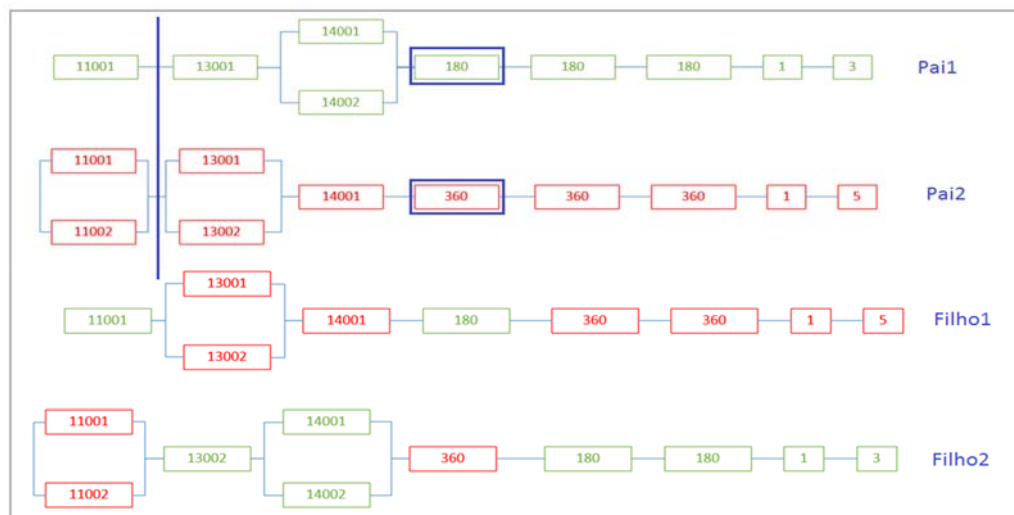 14001
11001 13001 180 180 180 1 3 Pai1
14002
11001 13001
14001 360 360 360 1 5 Pai2
11002 13002
13001
11001 14001 180 360 360 1 5 Filho1
13002
11001 14001
13002 360 180 180 1 3 Filho2
11002 14002